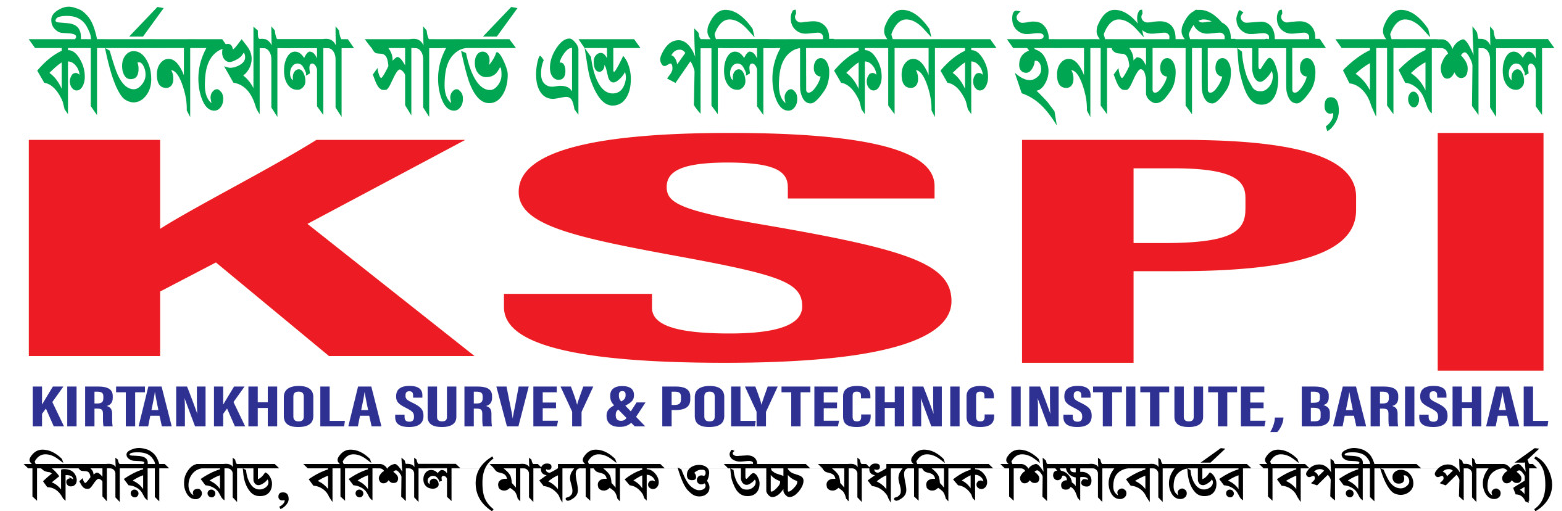 কীর্তনখোলা সার্ভে এন্ড পলিটেকনিক ইনস্টিটিউট,বরিশাল
KSPI
KIRTANKHOLA SURVEY & POLYTECHNIC INSTITUTE, BARISHAL
ফিসারী রোড, বরিশাল (মাধ্যমিক ও উচ্চ মাধ্যমিক শিক্ষাবোর্ডের বিপরীত পার্শ্বে)